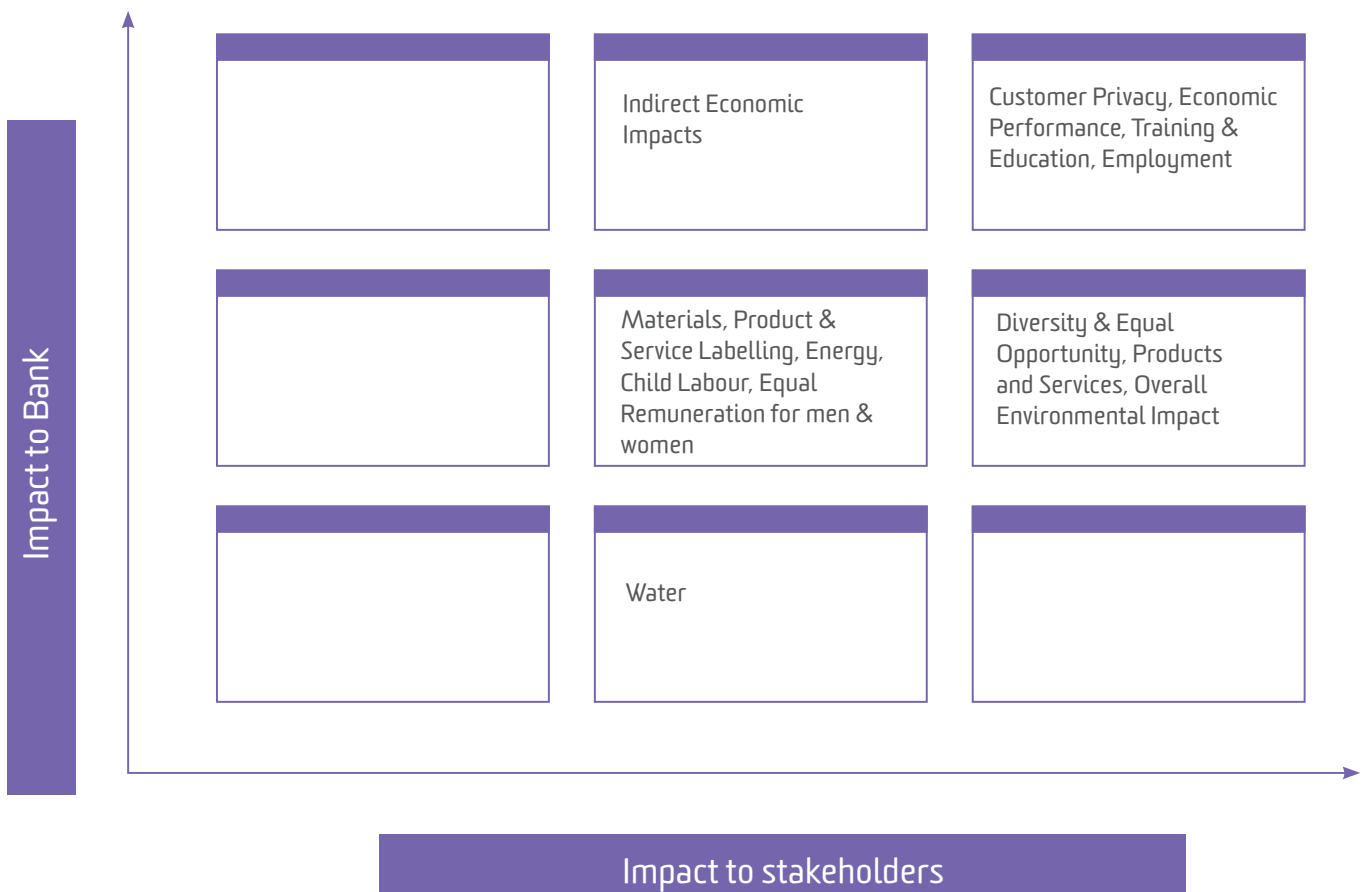 Impact to Bank
Indirect Economic
Impacts
Customer Privacy, Economic
Performance, Training &
Education, Employment
Materials, Product &
Service Labelling, Energy,
Child Labour, Equal
Remuneration for men &
women
Diversity & Equal
Opportunity, Products
and Services, Overall
Environmental Impact
Water
Impact to stakeholders